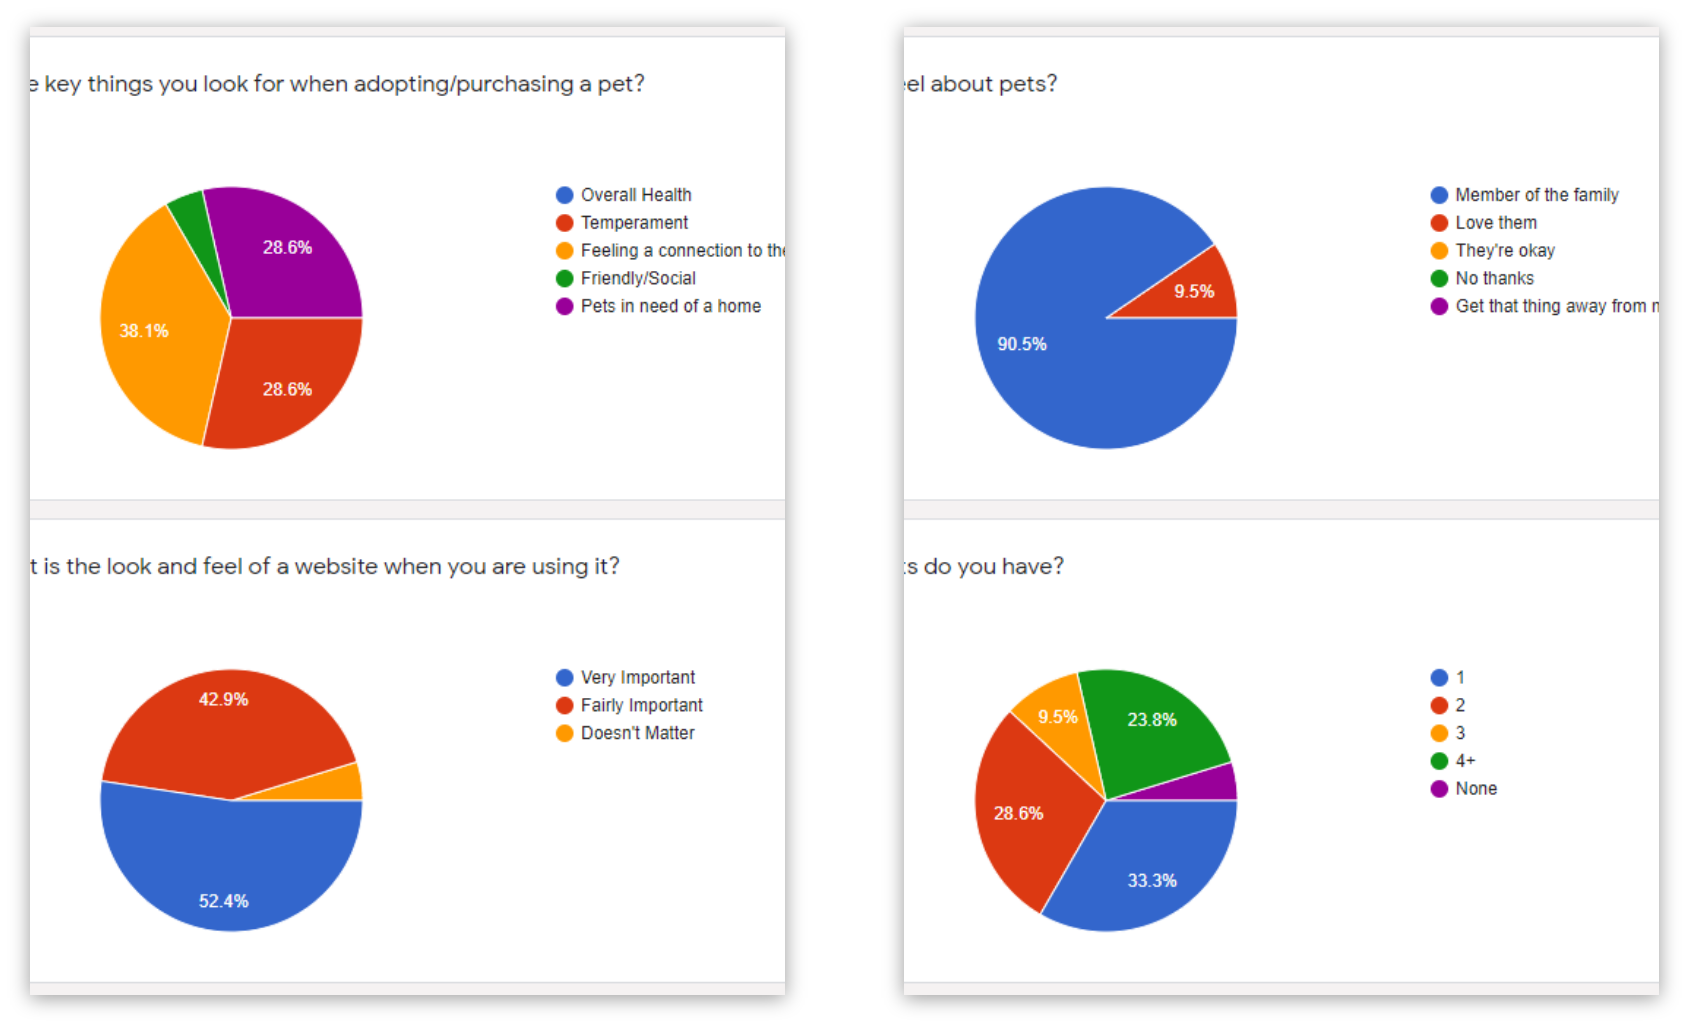 e key things you look for when adopting/purchasing a pet?
28.6%
38.1%
28.6%
Overall Health
Temperament
Feeling a connection to the
Friendly/Social
Pets in need of a home
eel about pets?
9.5%
90.5%
Member of the family
Love them
They're okay
No thanks
Get that thing away from
t is the look and feel of a website when you are using it?
42.9%
52.4%
Very Important
Fairly Important
Doesn't Matter
ts do you have?
9.5%
23.8%
28.6%
33.3%
1
2
3
4+
None